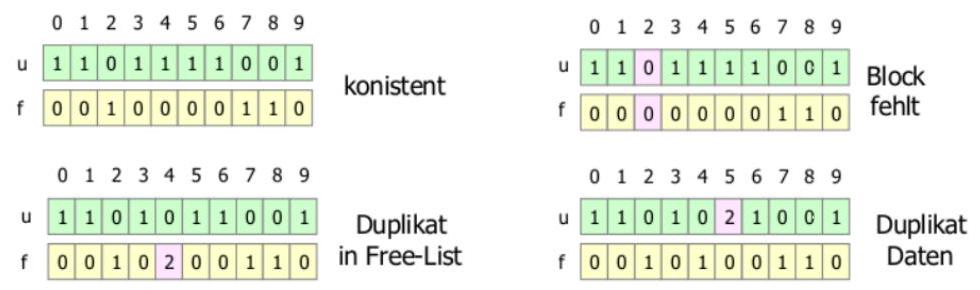 0 1 2 3 4 5 6 7 8 9
u 1 1 0 1 1 1 1 0 0 1
f 0 0 1 0 0 0 0 1 1 0
konistent
0 1 2 3 4 5 6 7 8 9
u 1 1 0 1 1 1 1 0 0 1
f 0 0 0 0 0 0 0 1 1 0
Block
fehlt
0 1 2 3 4 5 6 7 8 9
u 1 1 0 1 0 1 1 0 0 1
f 0 0 1 0 2 0 0 1 1 0
Duplikat
in Free-List
0 1 2 3 4 5 6 7 8 9
u 1 1 0 1 0 2 1 0 0 1
f 0 0 1 0 1 0 0 1 1 0
Duplikat
Daten